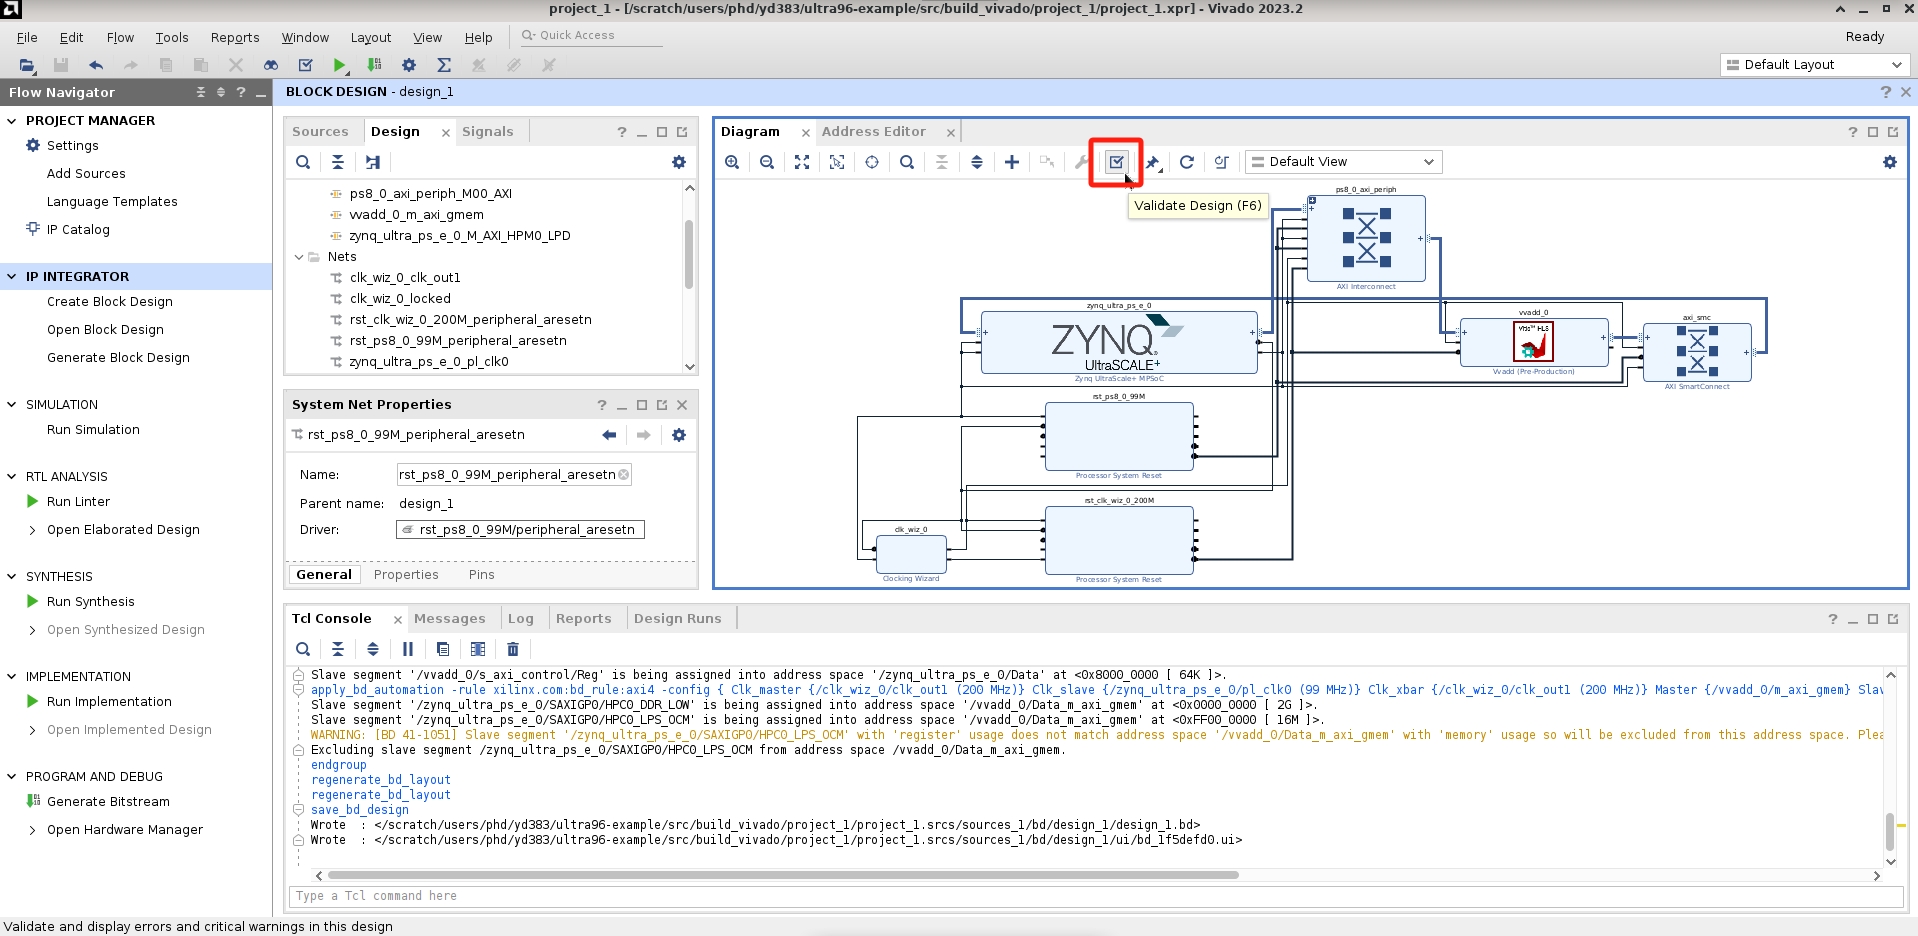 project_1 - [/scratch/users/phd/yd383/ultra96-example/src/build_vivado/project_1/project_1.xpr] - Vivado 2023.2
File Edit Flow Tools Reports Window Layout View Help Quick Access
Ready
Default Layout
Flow Navigator
PROJECT MANAGER
Settings
Add Sources
Language Templates
IP Catalog
IP INTEGRATOR
Create Block Design
Open Block Design
Generate Block Design
SIMULATION
Run Simulation
RTL ANALYSIS
Run Linter
Open Elaborated Design
SYNTHESIS
Run Synthesis
Open Synthesized Design
IMPLEMENTATION
Run Implementation
Open Implemented Design
PROGRAM AND DEBUG
Generate Bitstream
Open Hardware Manager
BLOCK DESIGN - design_1
Sources Design Signals
ps8_0_axi_periph_M00_AXI
vvadd_0_m_axi_gmem
zynq_ultra_ps_e_0_M_AXI_HPM0_LPD
Nets
clk_wiz_0_clk_out1
clk_wiz_0_locked
rst_clk_wiz_0_200M_peripheral_aresetn
rst_ps8_0_99M_peripheral_aresetn
zynq_ultra_ps_e_0_pl_clk0
System Net Properties
rst_ps8_0_99M_peripheral_aresetn
Name: rst_ps8_0_99M_peripheral_aresetn
Parent name: design_1
Driver: rst_ps8_0_99M/peripheral_aresetn
General Properties Pins
Diagram Address Editor
Default View
Validate Design (F6)
ps8_0_axi_periph
AXI Interconnect
zynq_ultra_ps_e_0
ZYNQ
UltraSCALE+
Zynq UltraScale+ MPSoC
vvadd_0
Vitis™ HLS
Vvadd (Pre-Production)
axi_smc
AXI SmartConnect
rst_ps8_0_99M
Processor System Reset
rst_clk_wiz_0_200M
Processor System Reset
clk_wiz_0
Clocking Wizard
Tcl Console Messages Log Reports Design Runs
Slave segment '/vvadd_0/s_axi_control/Reg' is being assigned into address space '/zynq_ultra_ps_e_0/Data' at <0x8000_0000 [ 64K ]>.
apply_bd_automation -rule xilinx.com:bd_rule:axi4 -config { Clk_master {/clk_wiz_0/clk_out1 (200 MHz)} Clk_slave {/zynq_ultra_ps_e_0/pl_clk0 (99 MHz)} Clk_xbar {/clk_wiz_0/clk_out1 (200 MHz)} Master {/vvadd_0/m_axi_gmem} Slav
Slave segment '/zynq_ultra_ps_e_0/SAXIGP0/HPC0_DDR_LOW' is being assigned into address space '/vvadd_0/Data_m_axi_gmem' at <0x0000_0000 [ 2G ]>.
Slave segment '/zynq_ultra_ps_e_0/SAXIGP0/HPC0_LPS_OCM' is being assigned into address space '/vvadd_0/Data_m_axi_gmem' at <0xFF00_0000 [ 16M ]>.
WARNING: [BD 41-1051] Slave segment '/zynq_ultra_ps_e_0/SAXIGP0/HPC0_LPS_OCM' with 'register' usage does not match address space '/vvadd_0/Data_m_axi_gmem' with 'memory' usage so will be excluded from this address space. Plea
Excluding slave segment /zynq_ultra_ps_e_0/SAXIGP0/HPC0_LPS_OCM from address space /vvadd_0/Data_m_axi_gmem.
endgroup
regenerate_bd_layout
regenerate_bd_layout
save_bd_design
Wrote : </scratch/users/phd/yd383/ultra96-example/src/build_vivado/project_1/project_1.srcs/sources_1/bd/design_1/design_1.bd>
Wrote : </scratch/users/phd/yd383/ultra96-example/src/build_vivado/project_1/project_1.srcs/sources_1/bd/design_1/ui/bd_1f5defd0.ui>
Type a Tcl command here
Validate and display errors and critical warnings in this design